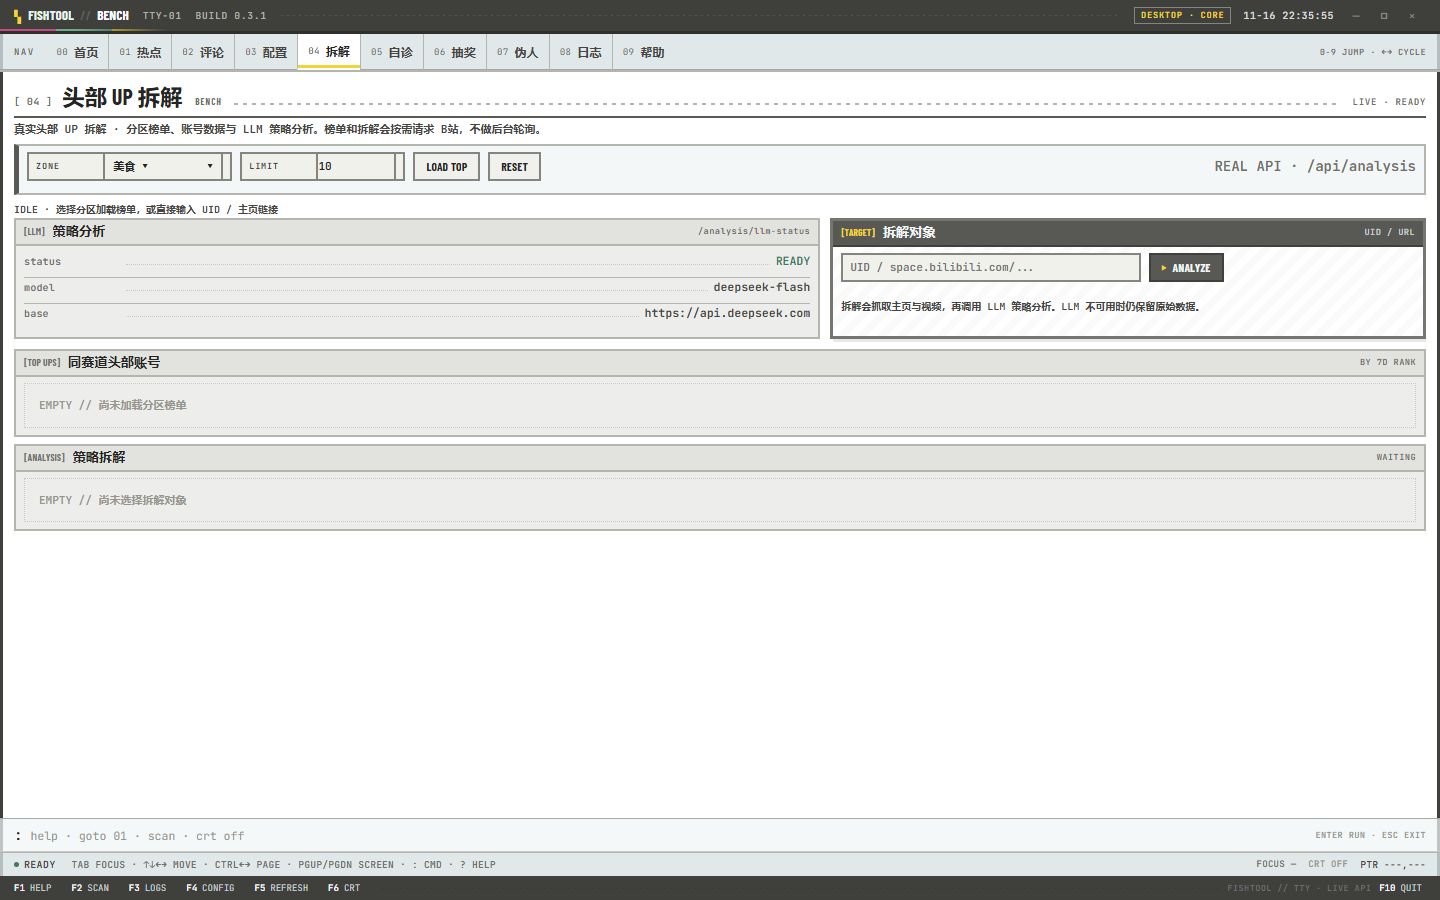 FISHTOOL // BENCH TTY-01 BUILD 0.3.1 DESKTOP · CORE 11-16 22:35:55
NAV 00 首页 01 热点 02 评论 03 配置 04 拆解 05 自诊 06 抽奖 07 伪人 08 日志 09 帮助 0-9 JUMP · ↔ CYCLE
[ 04 ] 头部 UP 拆解 BENCH LIVE · READY
真实头部 UP 拆解 · 分区榜单、账号数据与 LLM 策略分析。榜单和拆解会按需请求 B站，不做后台轮询。
ZONE 美食 ▾ ▾ LIMIT 10 LOAD TOP RESET REAL API · /api/analysis
IDLE · 选择分区加载榜单，或直接输入 UID / 主页链接
[LLM] 策略分析 /analysis/llm-status
status READY
model deepseek-flash
base https://api.deepseek.com
[TARGET] 拆解对象 UID / URL
UID / space.bilibili.com/... ▸ ANALYZE
拆解会抓取主页与视频，再调用 LLM 策略分析。LLM 不可用时仍保留原始数据。
[TOP UPS] 同赛道头部账号 BY 7D RANK
EMPTY // 尚未加载分区榜单
[ANALYSIS] 策略拆解 WAITING
EMPTY // 尚未选择拆解对象
: help · goto 01 · scan · crt off ENTER RUN · ESC EXIT
● READY TAB FOCUS · ↑↓↔ MOVE · CTRL↔ PAGE · PGUP/PGDN SCREEN · : CMD · ? HELP FOCUS — CRT OFF PTR ---,---
F1 HELP F2 SCAN F3 LOGS F4 CONFIG F5 REFRESH F6 CRT FISHTOOL // TTY · LIVE API F10 QUIT